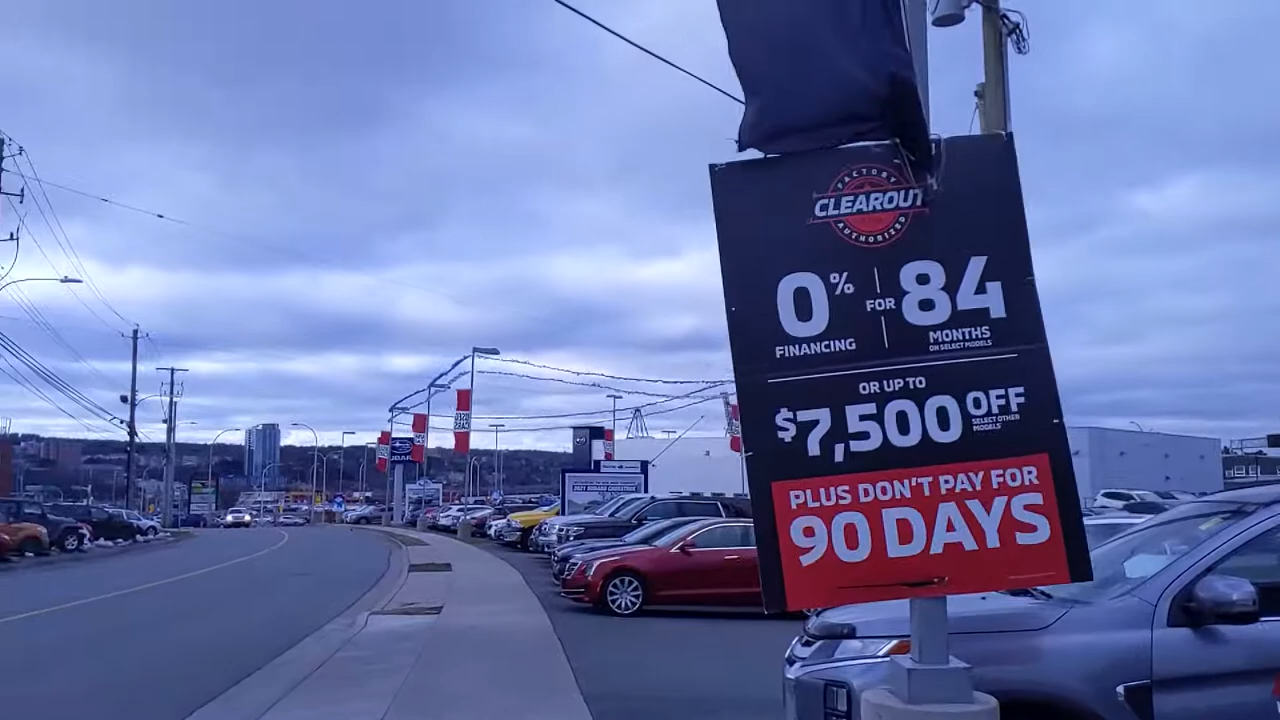 FACTORY
CLEAROUT
AUTHORIZED
0% FOR 84
FINANCING
MONTHS
ON SELECT MODELS
OR UP TO
$7,500 OFF
SELECT OTHER
MODELS
PLUS DON'T PAY FOR
90 DAYS
SUBARU